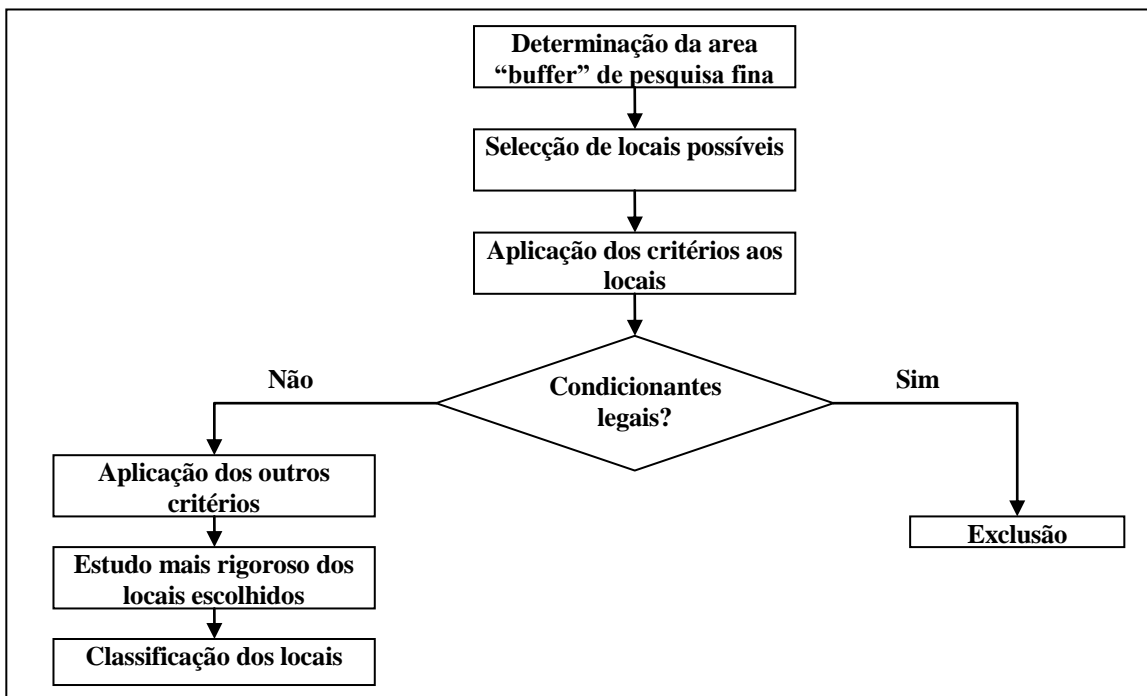 Determinação da area
“buffer” de pesquisa fina
Selecção de locais possíveis
Aplicação dos critérios aos
locais
Condicionantes
legais?
Não
Sim
Aplicação dos outros
critérios
Estudo mais rigoroso dos
locais escolhidos
Classificação dos locais
Exclusão